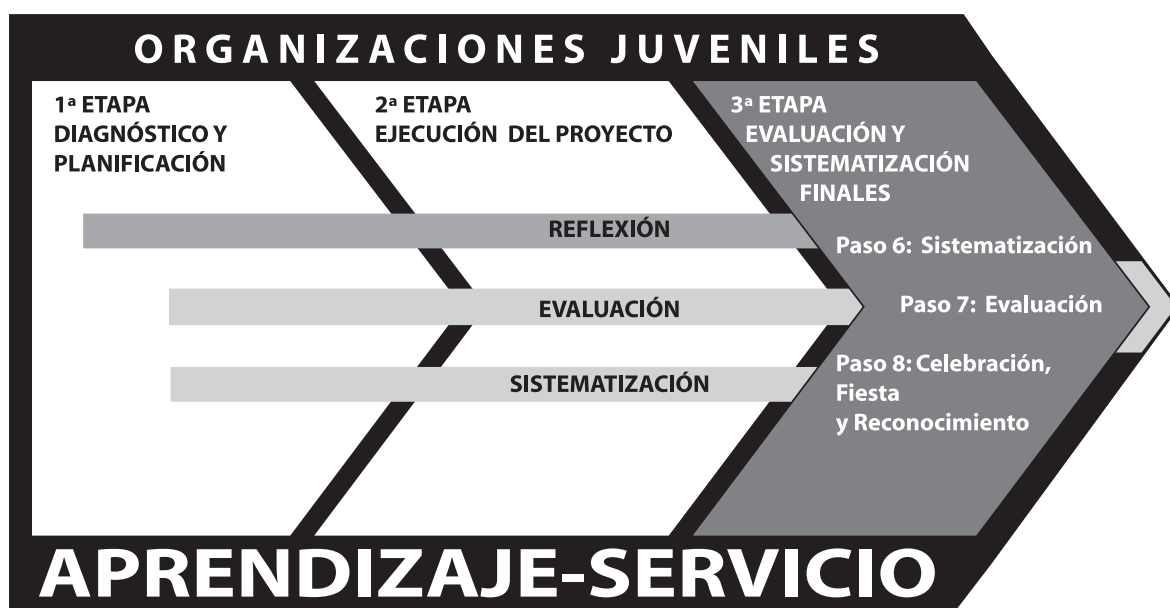 ORGANIZACIONES JUVENILES
1ª ETAPA
DIAGNÓSTICO Y
PLANIFICACIÓN
2ª ETAPA
EJECUCIÓN DEL PROYECTO
3ª ETAPA
EVALUACIÓN Y
SISTEMATIZACIÓN
FINALES
REFLEXIÓN
EVALUACIÓN
SISTEMATIZACIÓN
Paso 6: Sistematización
Paso 7: Evaluación
Paso 8: Celebración,
Fiesta
y Reconocimiento
APRENDIZAJE-SERVICIO